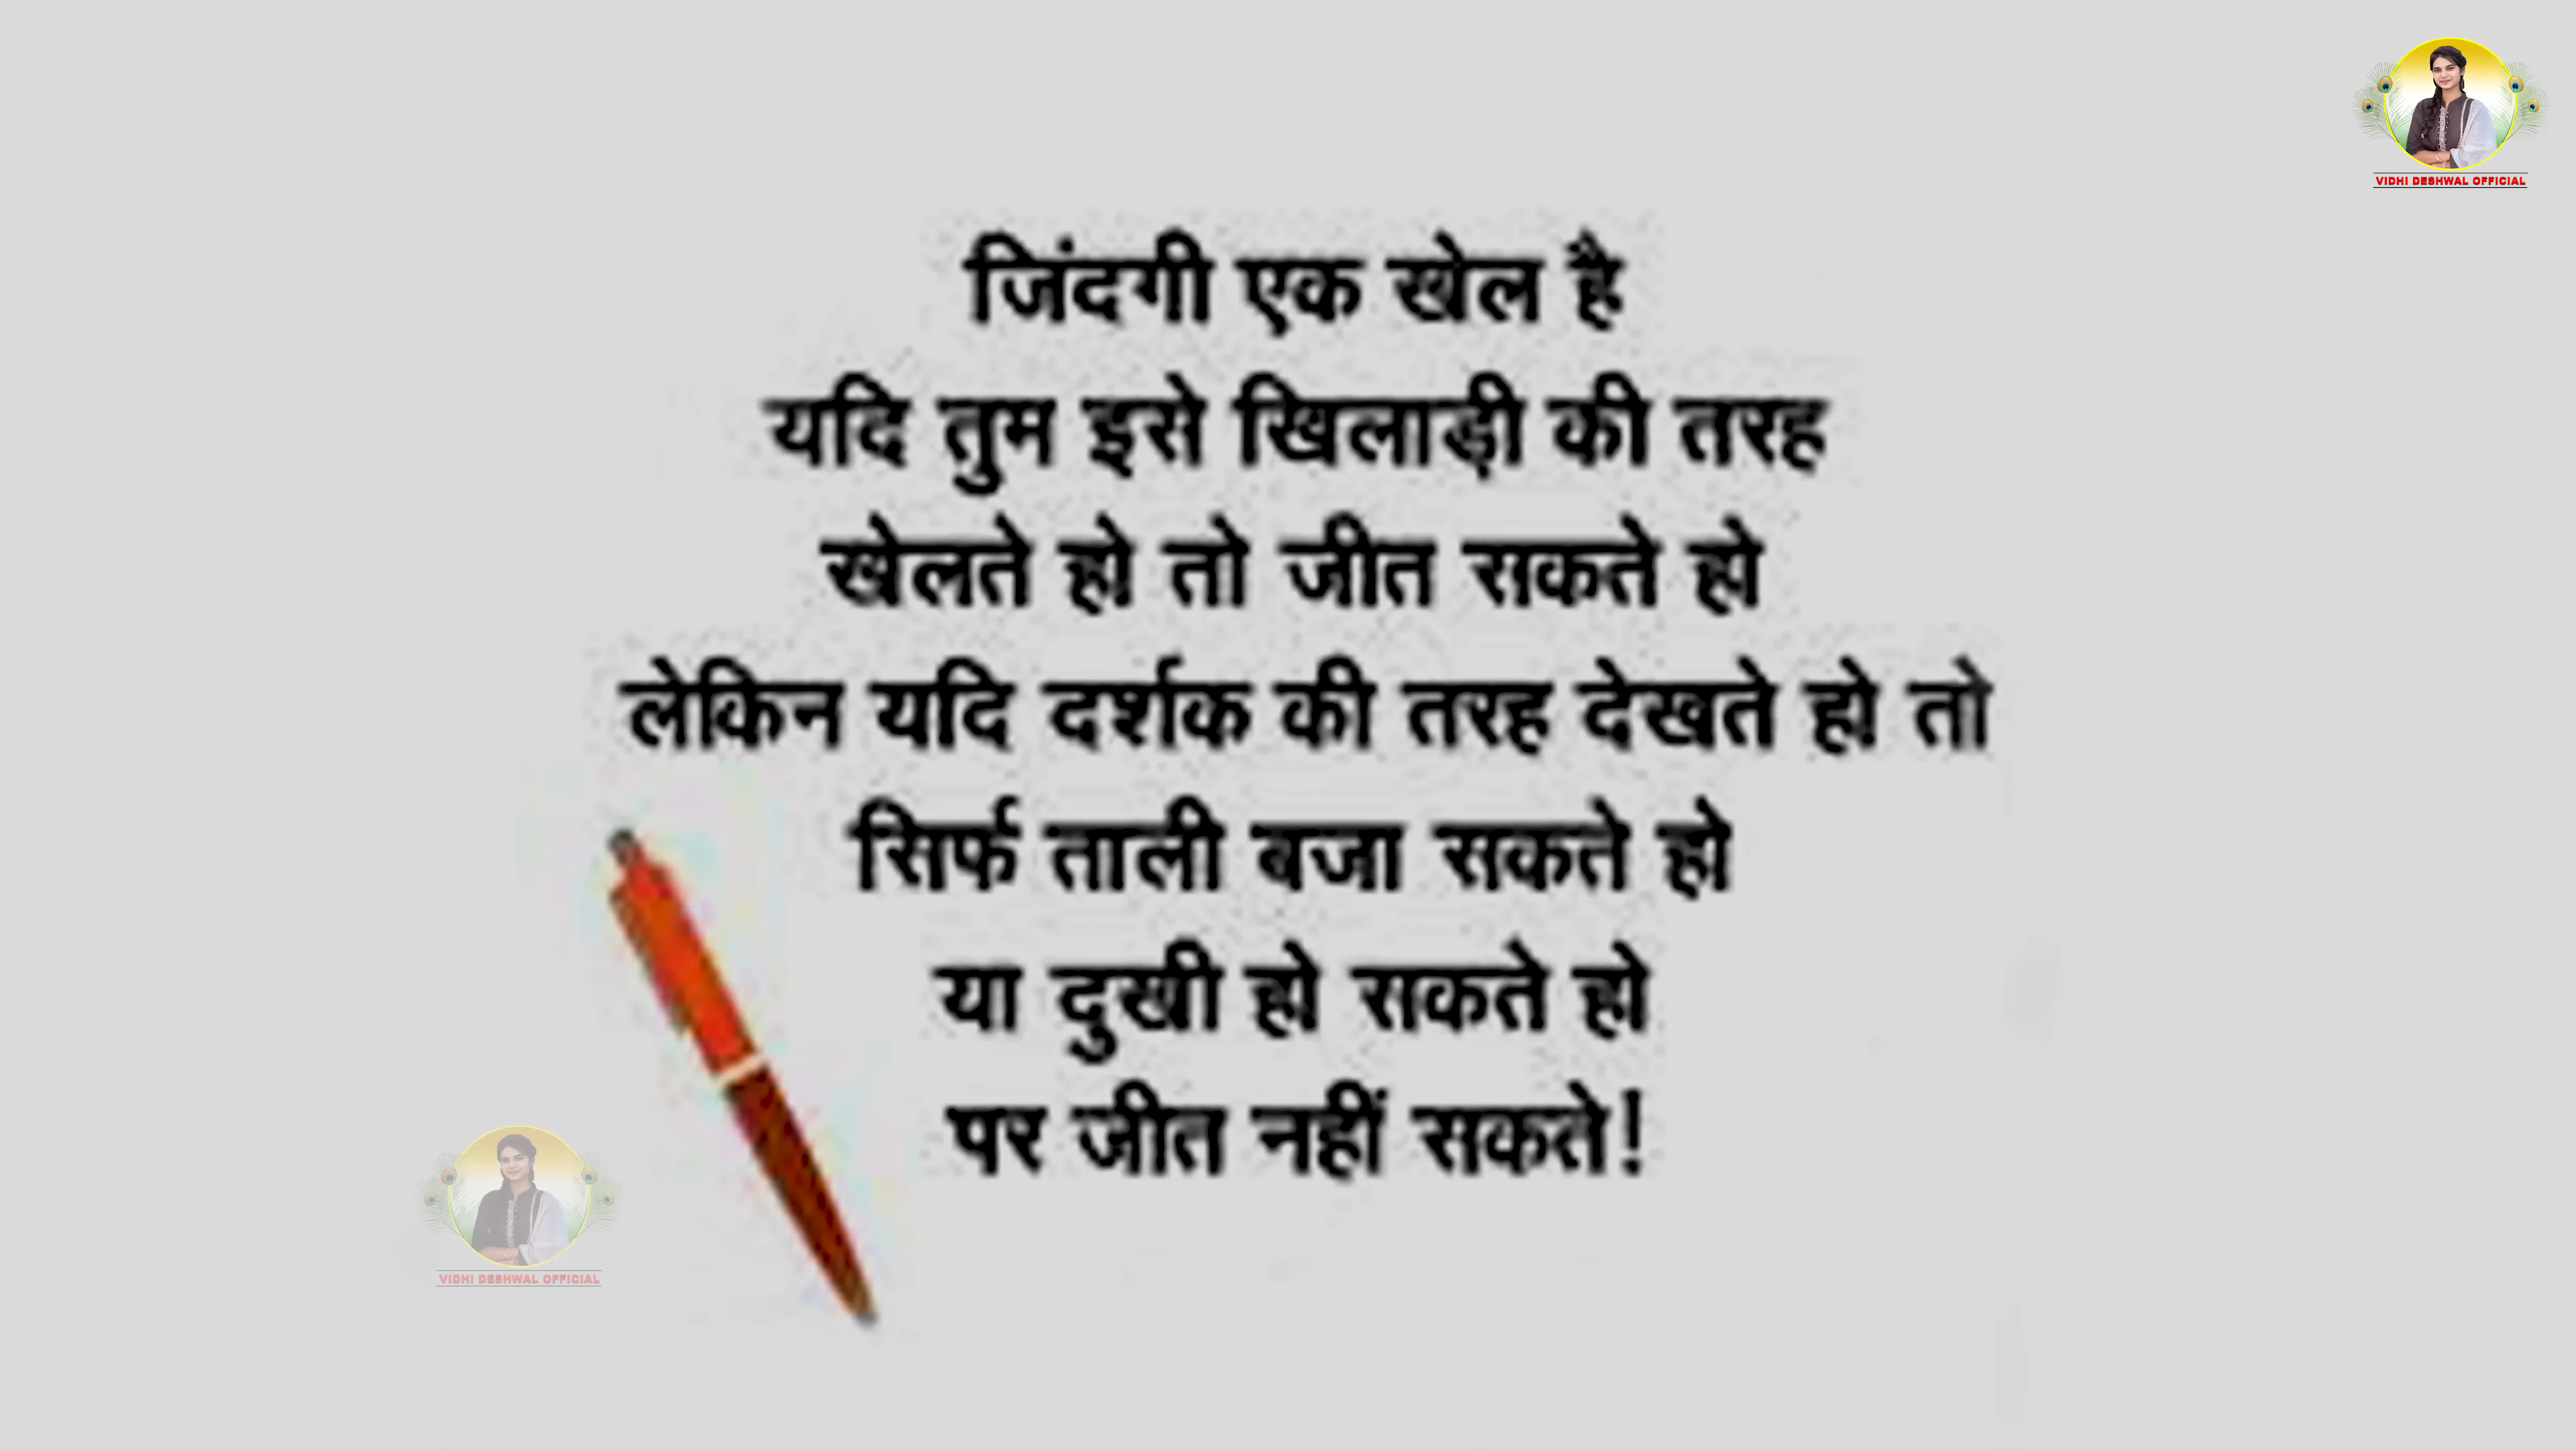 VIDHI DESHWAL OFFICIAL
जिंदगी एक खेल है
यदि तुम इसे खिलाड़ी की तरह
खेलते हो तो जीत सकते हो
लेकिन यदि दर्शक की तरह देखते हो तो
सिर्फ ताली बजा सकते हो
या दुखी हो सकते हो
पर जीत नहीं सकते!
VIDHI DESHWAL OFFICIAL